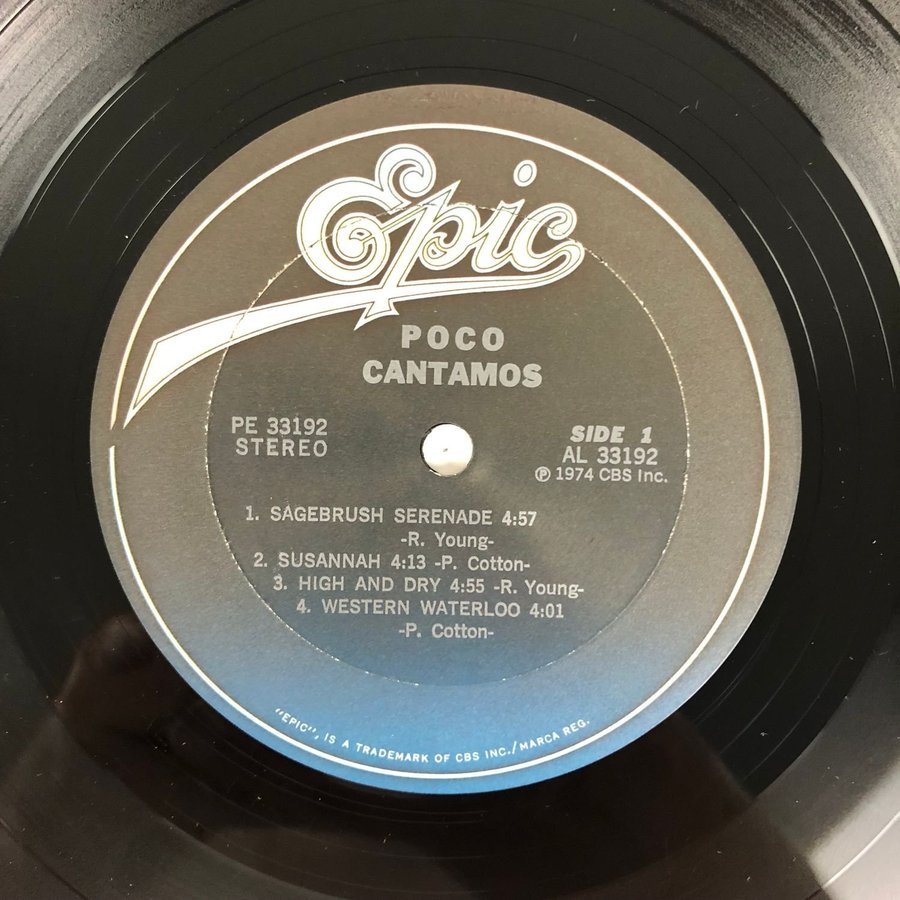 Epic
POCO
CANTAMOS
PE 33192
STEREO
SIDE 1
AL 33192
Ⓟ 1974 CBS Inc.
1. SAGEBRUSH SERENADE 4:57
-R. Young-
2. SUSANNAH 4:13 -P. Cotton-
3. HIGH AND DRY 4:55 -R. Young-
4. WESTERN WATERLOO 4:01
-P. Cotton-
"EPIC", IS A TRADEMARK OF CBS INC./MARCA REG.